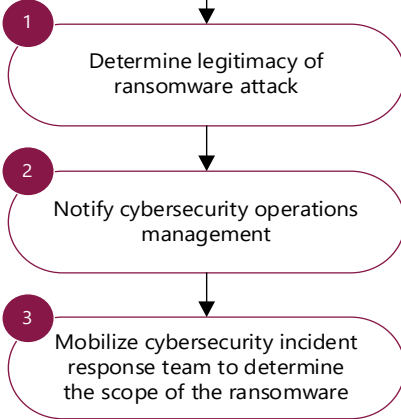 1
Determine legitimacy of
ransomware attack
2
Notify cybersecurity operations
management
3
Mobilize cybersecurity incident
response team to determine
the scope of the ransomware